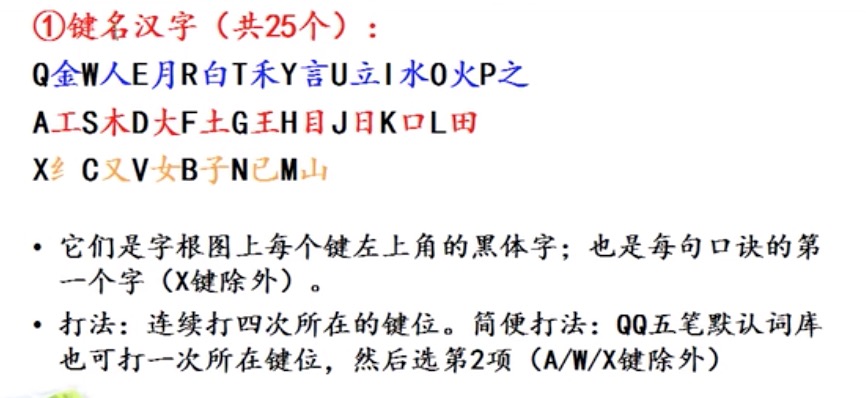 ①键名汉字（共25个）：
Q金W人E月R白T禾Y言U立I水O火P之
A工S木D大F土G王H目J日K口L田
X纟C又V女B子N已M山
• 它们是字根图上每个键左上角的黑体字；也是每句口诀的第
一个字（X键除外）。
• 打法：连续打四次所在的键位。简便打法：QQ五笔默认词库
也可打一次所在键位，然后选第2项（A/W/X键除外）